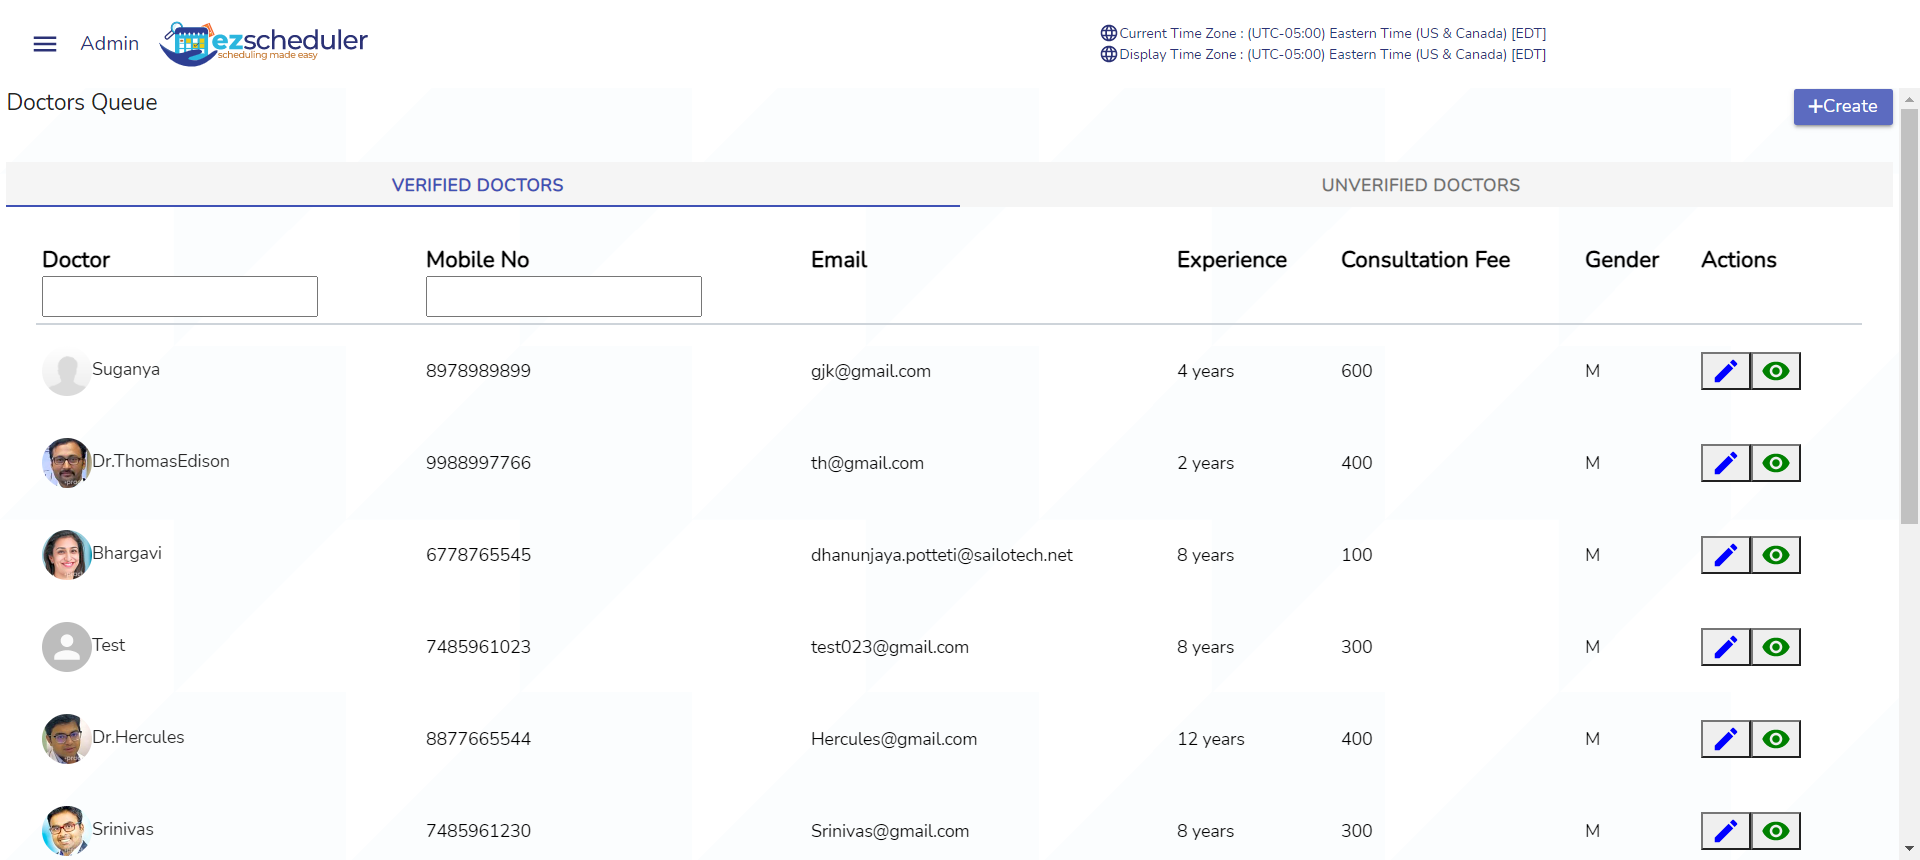 Admin
ezscheduler
scheduling made easy
Current Time Zone : (UTC-05:00) Eastern Time (US & Canada) [EDT]
Display Time Zone : (UTC-05:00) Eastern Time (US & Canada) [EDT]
Doctors Queue
+Create
VERIFIED DOCTORS UNVERIFIED DOCTORS
Doctor Mobile No Email Experience Consultation Fee Gender Actions
Suganya 8978989899 gjk@gmail.com 4 years 600 M
Dr.ThomasEdison 9988997766 th@gmail.com 2 years 400 M
Bhargavi 6778765545 dhanunjaya.potteti@sailotech.net 8 years 100 M
Test 7485961023 test023@gmail.com 8 years 300 M
Dr.Hercules 8877665544 Hercules@gmail.com 12 years 400 M
Srinivas 7485961230 Srinivas@gmail.com 8 years 300 M